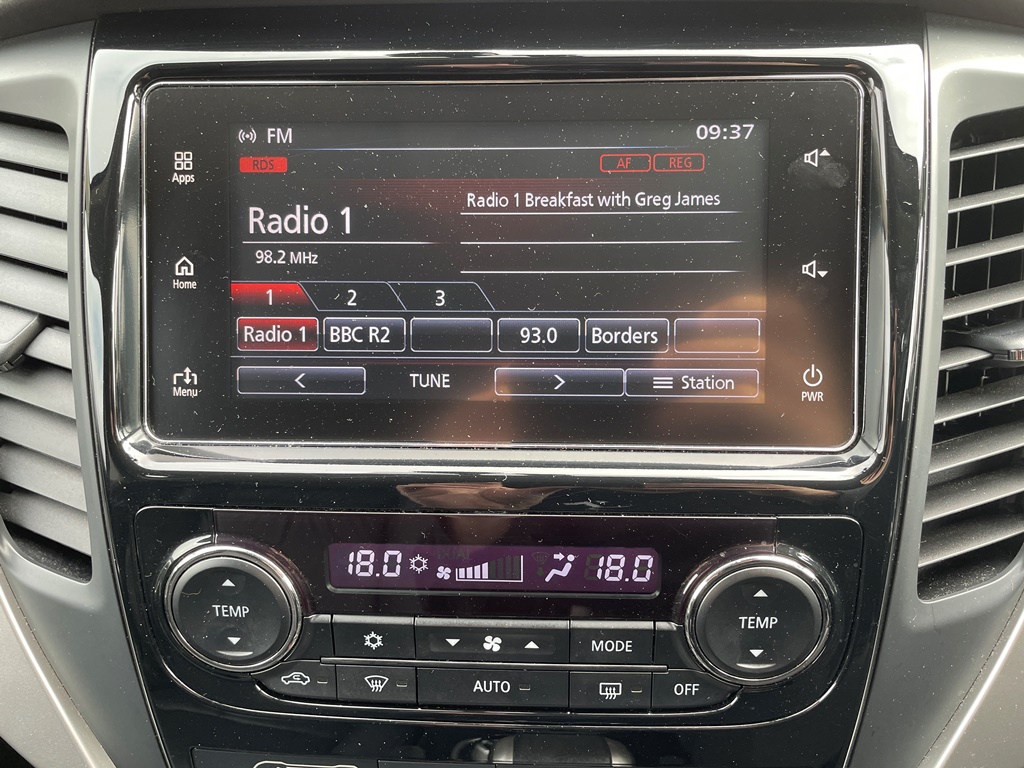 FM 09:37
RDS AF REG
Apps
Radio 1 Breakfast with Greg James
Radio 1
98.2 MHz
Home
1 2 3
Radio 1 BBC R2 93.0 Borders
< TUNE > Station
Menu PWR
18.0 18.0
TEMP TEMP
MODE
AUTO OFF